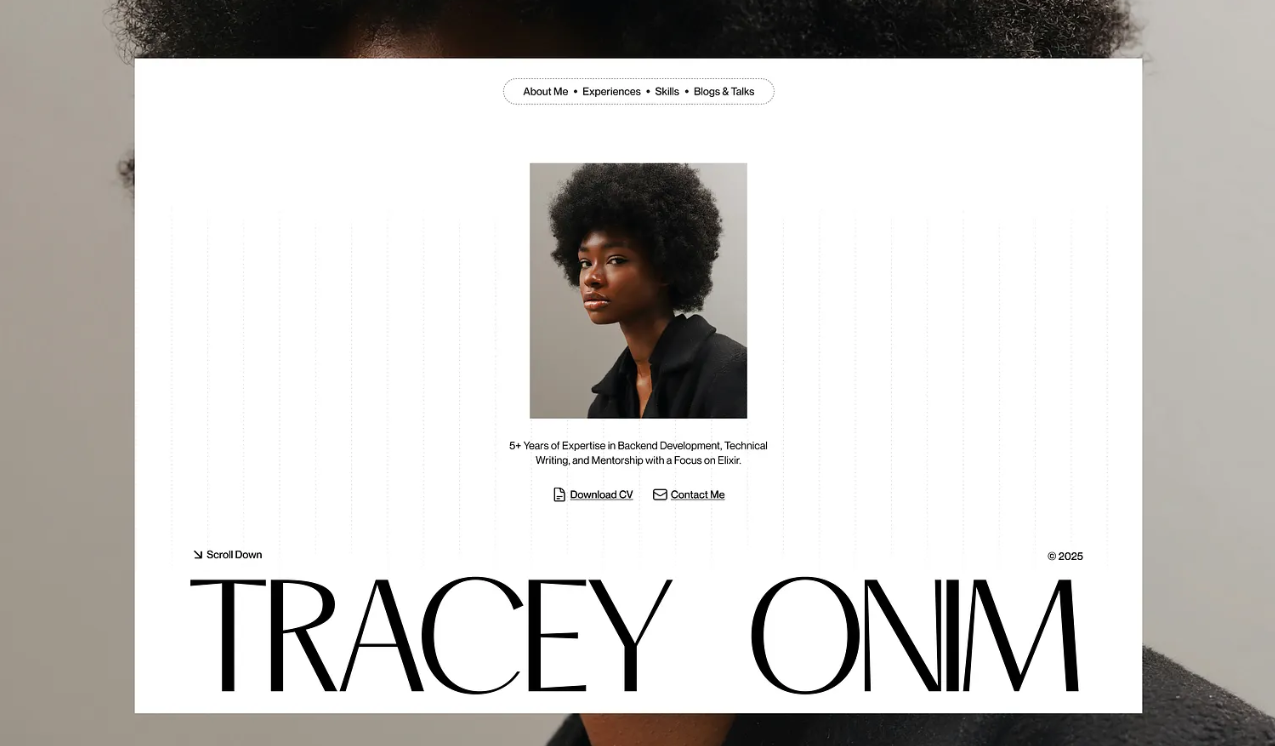 About Me • Experiences • Skills • Blogs & Talks
5+ Years of Expertise in Backend Development, Technical
Writing, and Mentorship with a Focus on Elixir.
Download CV Contact Me
Scroll Down
© 2025
TRACEY ONIM